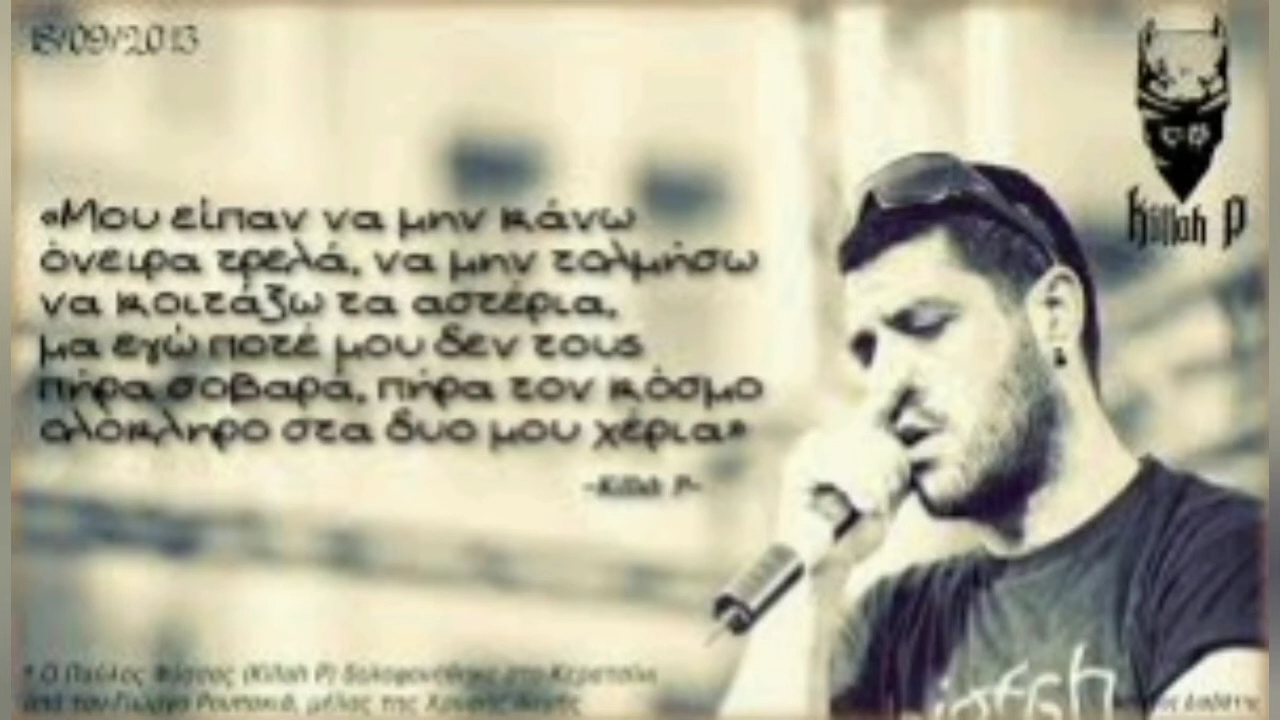 18/09/2013
Killah P
«Μου είπαν να μην κάνω
όνειρα τρελά, να μην τολμήσω
να κοιτάξω τα αστέρια,
μα εγώ ποτέ μου δεν τους
πήρα σοβαρά, πήρα τον κόσμο
ολόκληρο στα δυο μου χέρια»
-Killah P-
* Ο Παύλος Φύσσας (Killah P) δολοφονήθηκε στο Κερατσίνι
από τον Γιώργο Ρουπακιά, μέλος της Χρυσής Αυγής